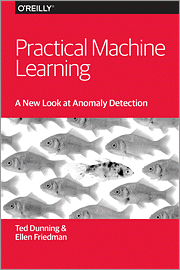 O'REILLY®
Practical Machine
Learning
A New Look at Anomaly Detection
Ted Dunning &
Ellen Friedman